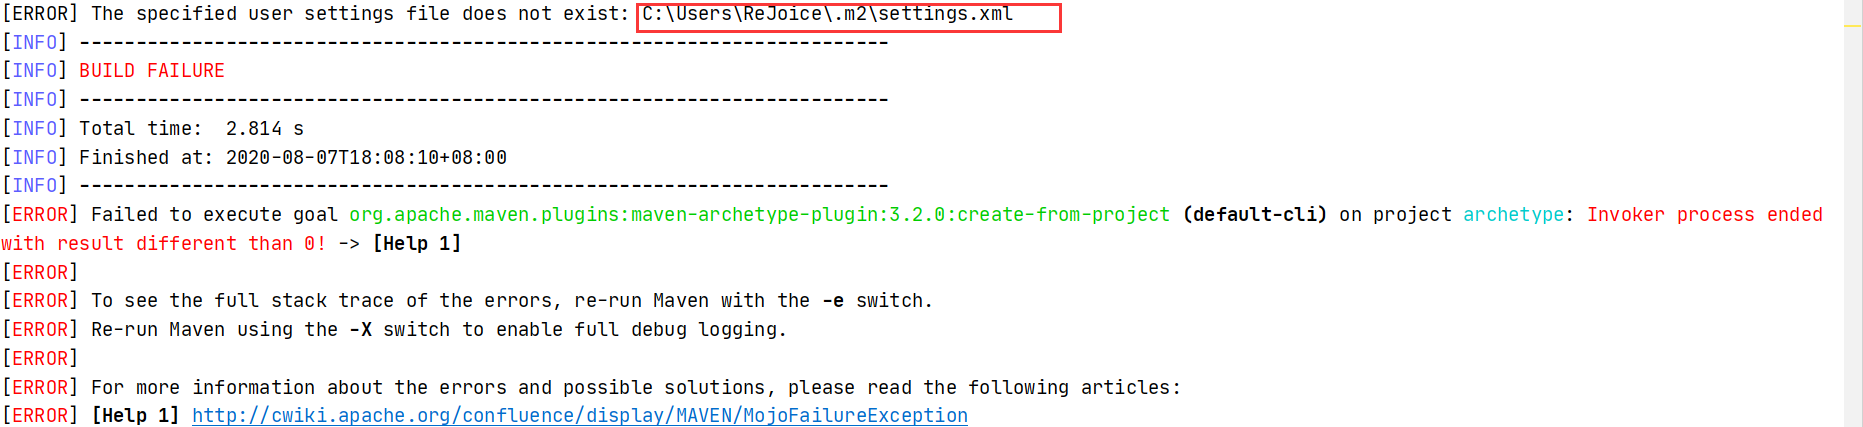 [ERROR] The specified user settings file does not exist: C:\Users\ReJoice\.m2\settings.xml
[INFO] ------------------------------------------------------------------------
[INFO] BUILD FAILURE
[INFO] ------------------------------------------------------------------------
[INFO] Total time:  2.814 s
[INFO] Finished at: 2020-08-07T18:08:10+08:00
[INFO] ------------------------------------------------------------------------
[ERROR] Failed to execute goal org.apache.maven.plugins:maven-archetype-plugin:3.2.0:create-from-project (default-cli) on project archetype: Invoker process ended
with result different than 0! -> [Help 1]
[ERROR]
[ERROR] To see the full stack trace of the errors, re-run Maven with the -e switch.
[ERROR] Re-run Maven using the -X switch to enable full debug logging.
[ERROR]
[ERROR] For more information about the errors and possible solutions, please read the following articles:
[ERROR] [Help 1] http://cwiki.apache.org/confluence/display/MAVEN/MojoFailureException